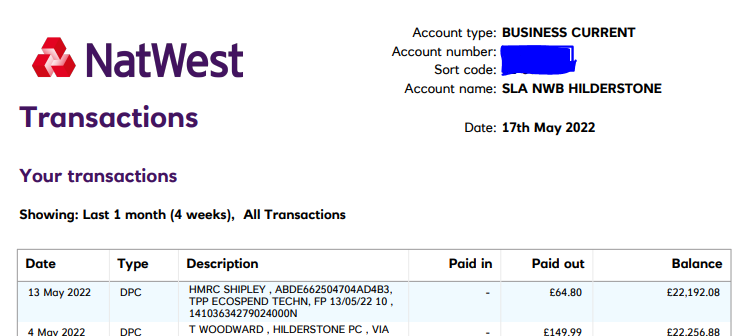 NatWest
Account type: BUSINESS CURRENT
Account number:
Sort code:
Account name: SLA NWB HILDERSTONE
Transactions
Date: 17th May 2022
Your transactions
Showing: Last 1 month (4 weeks), All Transactions
Date Type Description Paid in Paid out Balance
13 May 2022 DPC HMRC SHIPLEY , ABDE662504704AD4B3, - £64.80 £22,192.08
TPP ECOSPEND TECHN, FP 13/05/22 10 ,
14103634279024000N
4 May 2022 DPC T WOODWARD , HILDERSTONE PC , VIA - £149.99 £22,256.88